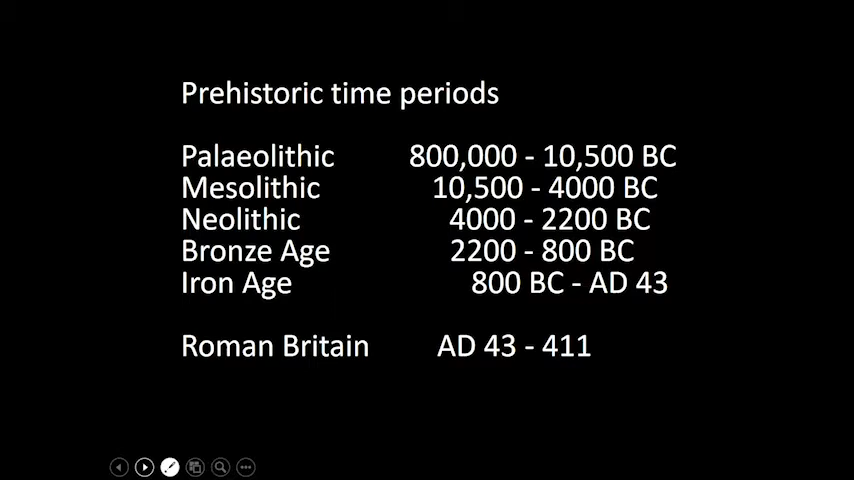 Prehistoric time periods
Palaeolithic 800,000 - 10,500 BC
Mesolithic 10,500 - 4000 BC
Neolithic 4000 - 2200 BC
Bronze Age 2200 - 800 BC
Iron Age 800 BC - AD 43
Roman Britain AD 43 - 411